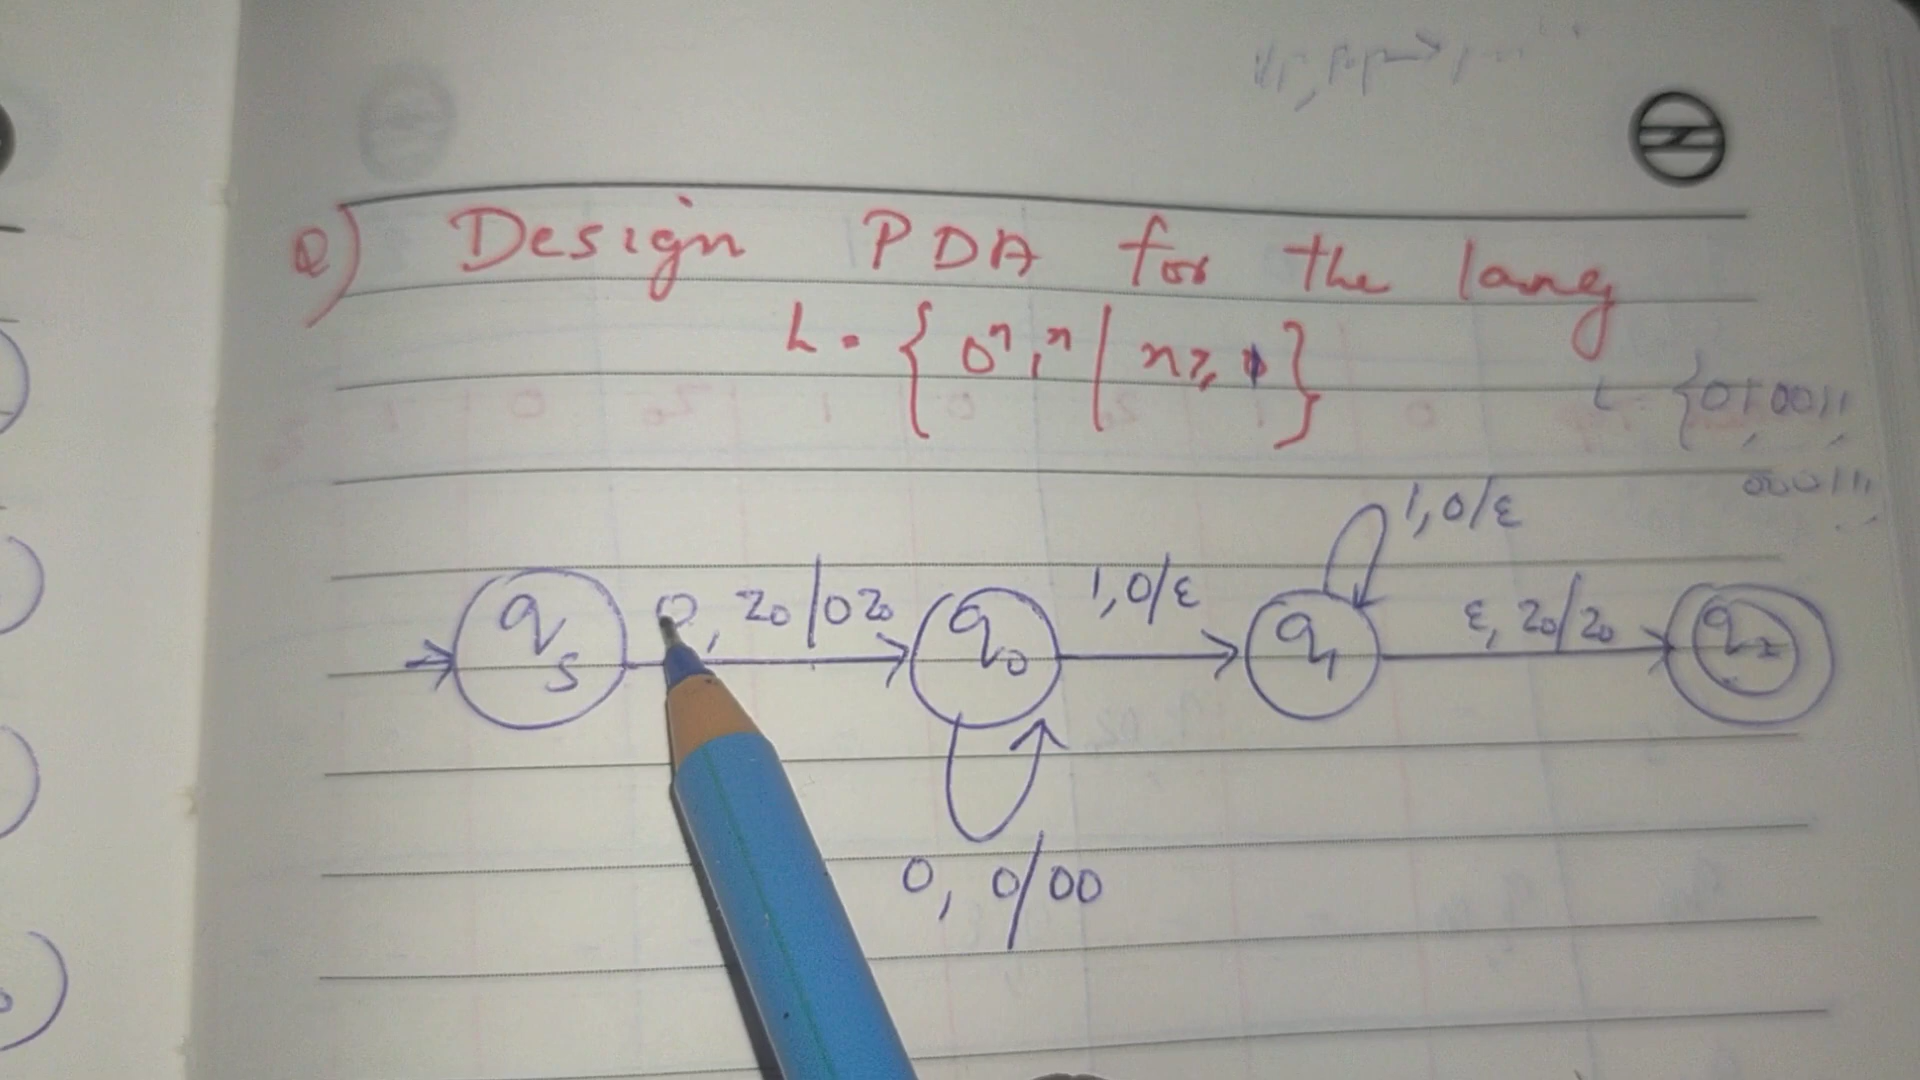 Q) Design PDA for the lang
L = {0ⁿ1ⁿ | n ≥ 1}
L = {01, 0011,
000111,
1,0/ε
qs 0, z0/0z0 q0 1,0/ε q1 ε, z0/z0 q2
0, 0/00